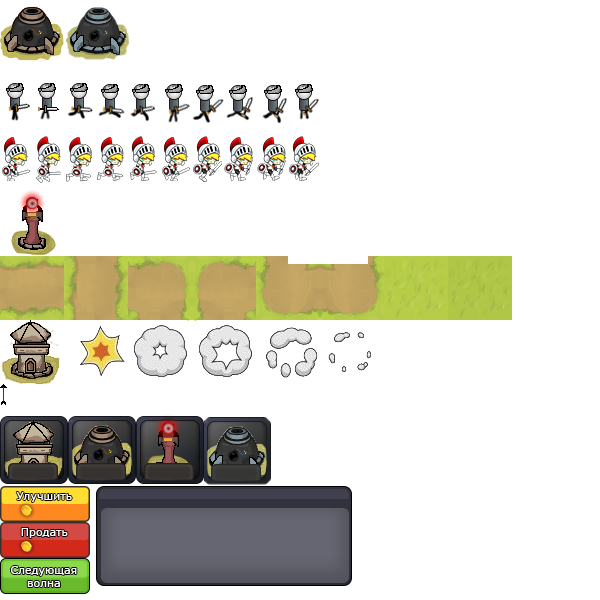 Улучшить
Продать
Следующая
волна